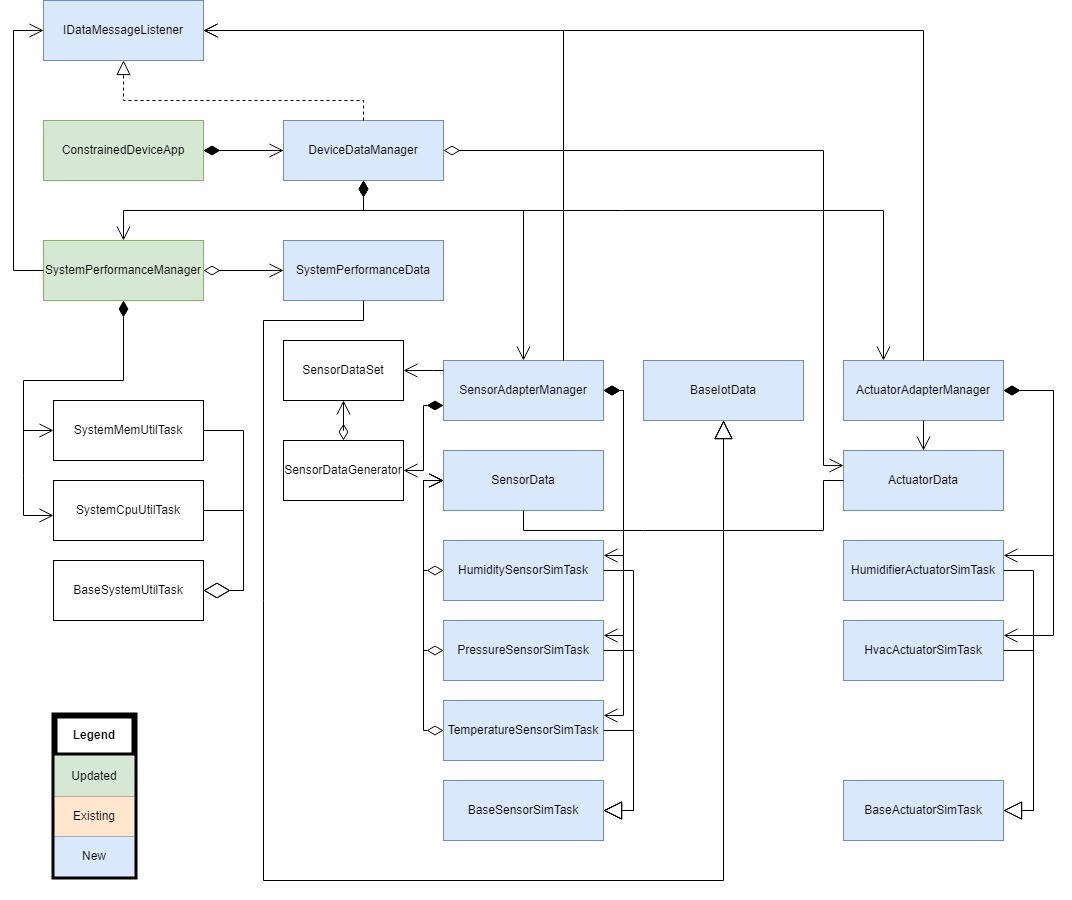 IDataMessageListener
ConstrainedDeviceApp
DeviceDataManager
SystemPerformanceManager
SystemPerformanceData
SensorDataSet
SensorAdapterManager
BaseIotData
ActuatorAdapterManager
SystemMemUtilTask
SensorDataGenerator
SensorData
ActuatorData
SystemCpuUtilTask
BaseSystemUtilTask
HumiditySensorSimTask
HumidifierActuatorSimTask
PressureSensorSimTask
HvacActuatorSimTask
TemperatureSensorSimTask
BaseSensorSimTask
BaseActuatorSimTask
Legend
Updated
Existing
New